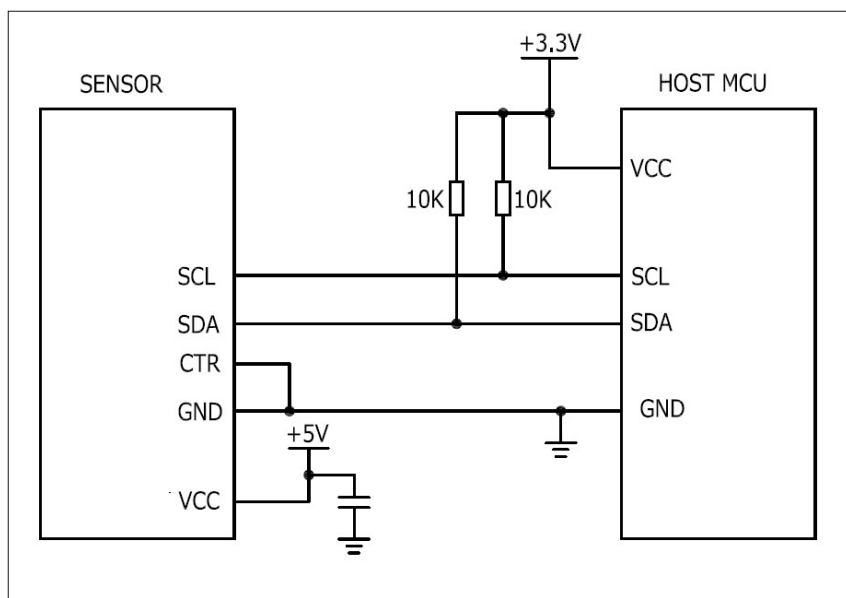 +3.3V
SENSOR
HOST MCU
VCC
10K
10K
SCL
SCL
SDA
SDA
CTR
GND
GND
+5V
VCC